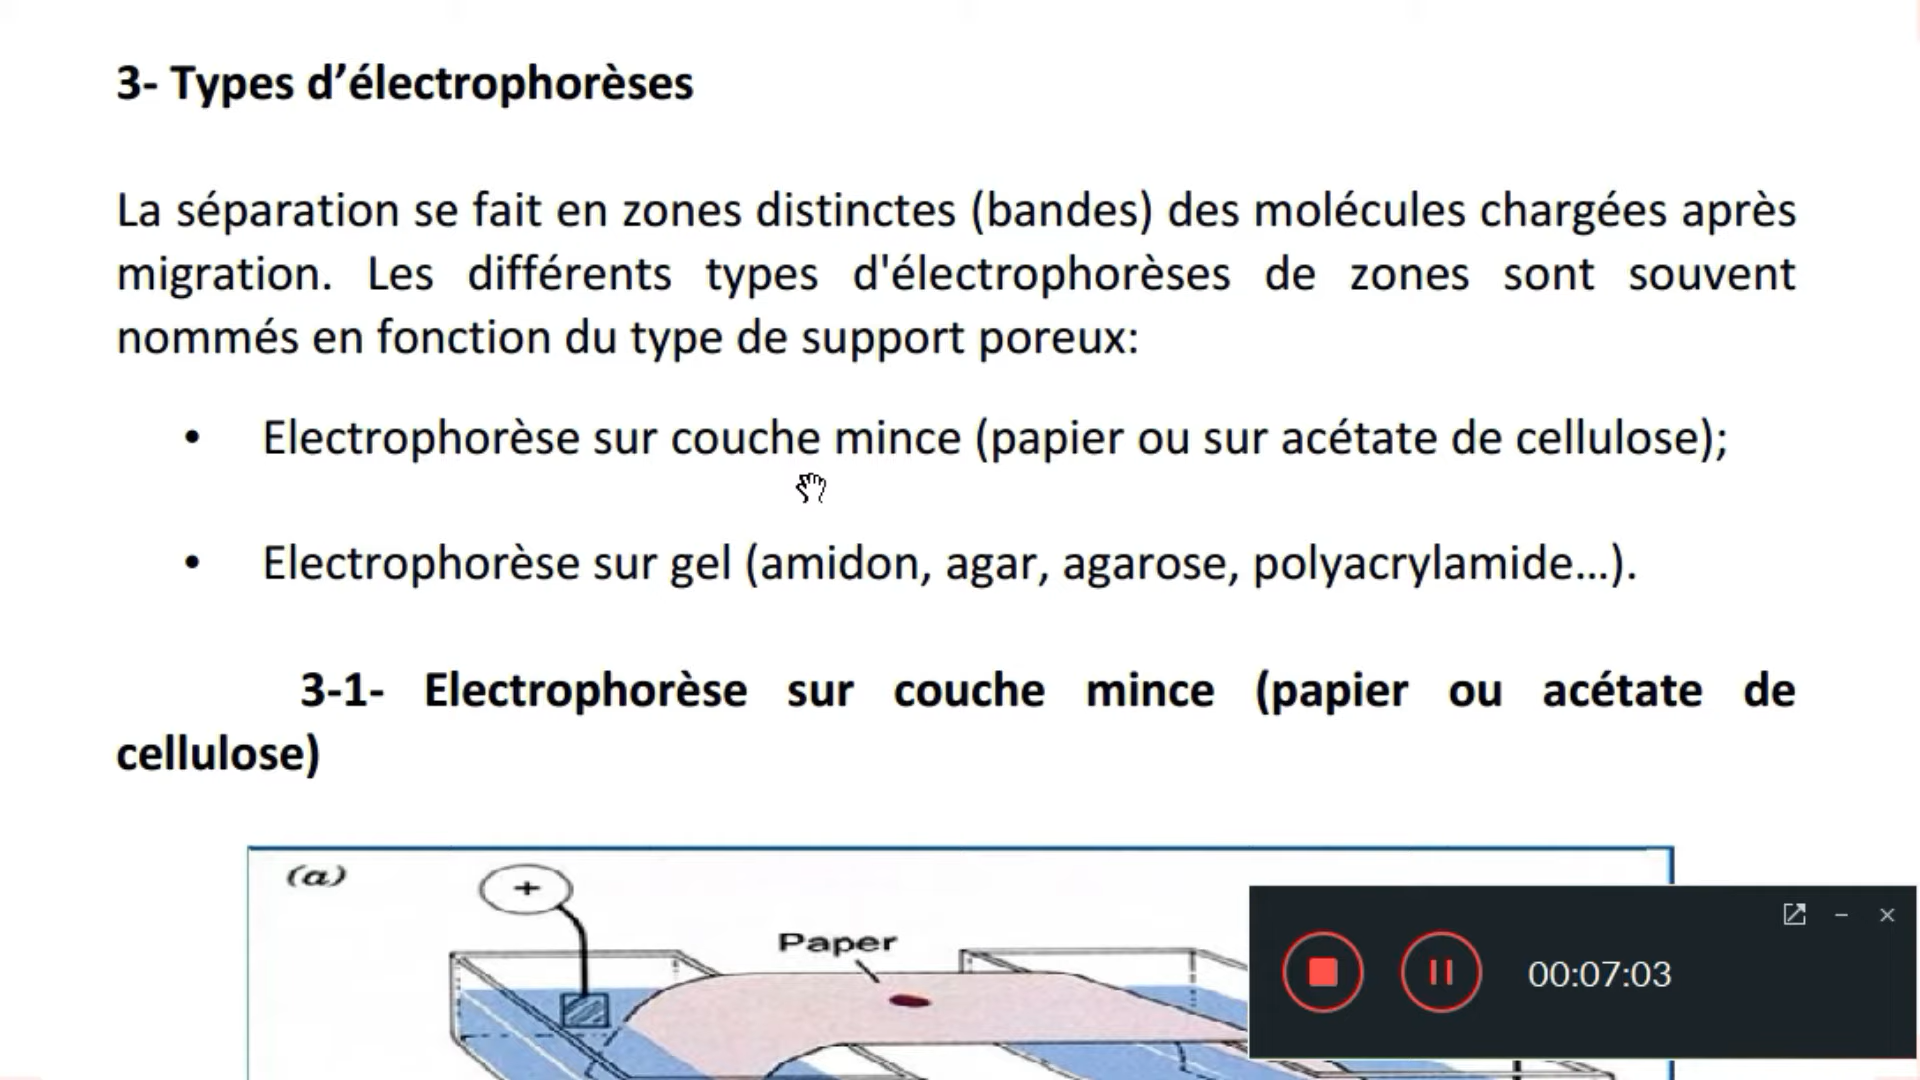 3- Types d’électrophorèses
La séparation se fait en zones distinctes (bandes) des molécules chargées après
migration. Les différents types d'électrophorèses de zones sont souvent
nommés en fonction du type de support poreux:
• Electrophorèse sur couche mince (papier ou sur acétate de cellulose);
• Electrophorèse sur gel (amidon, agar, agarose, polyacrylamide…).
3-1- Electrophorèse sur couche mince (papier ou acétate de
cellulose)
(a)
+
Paper
00:07:03